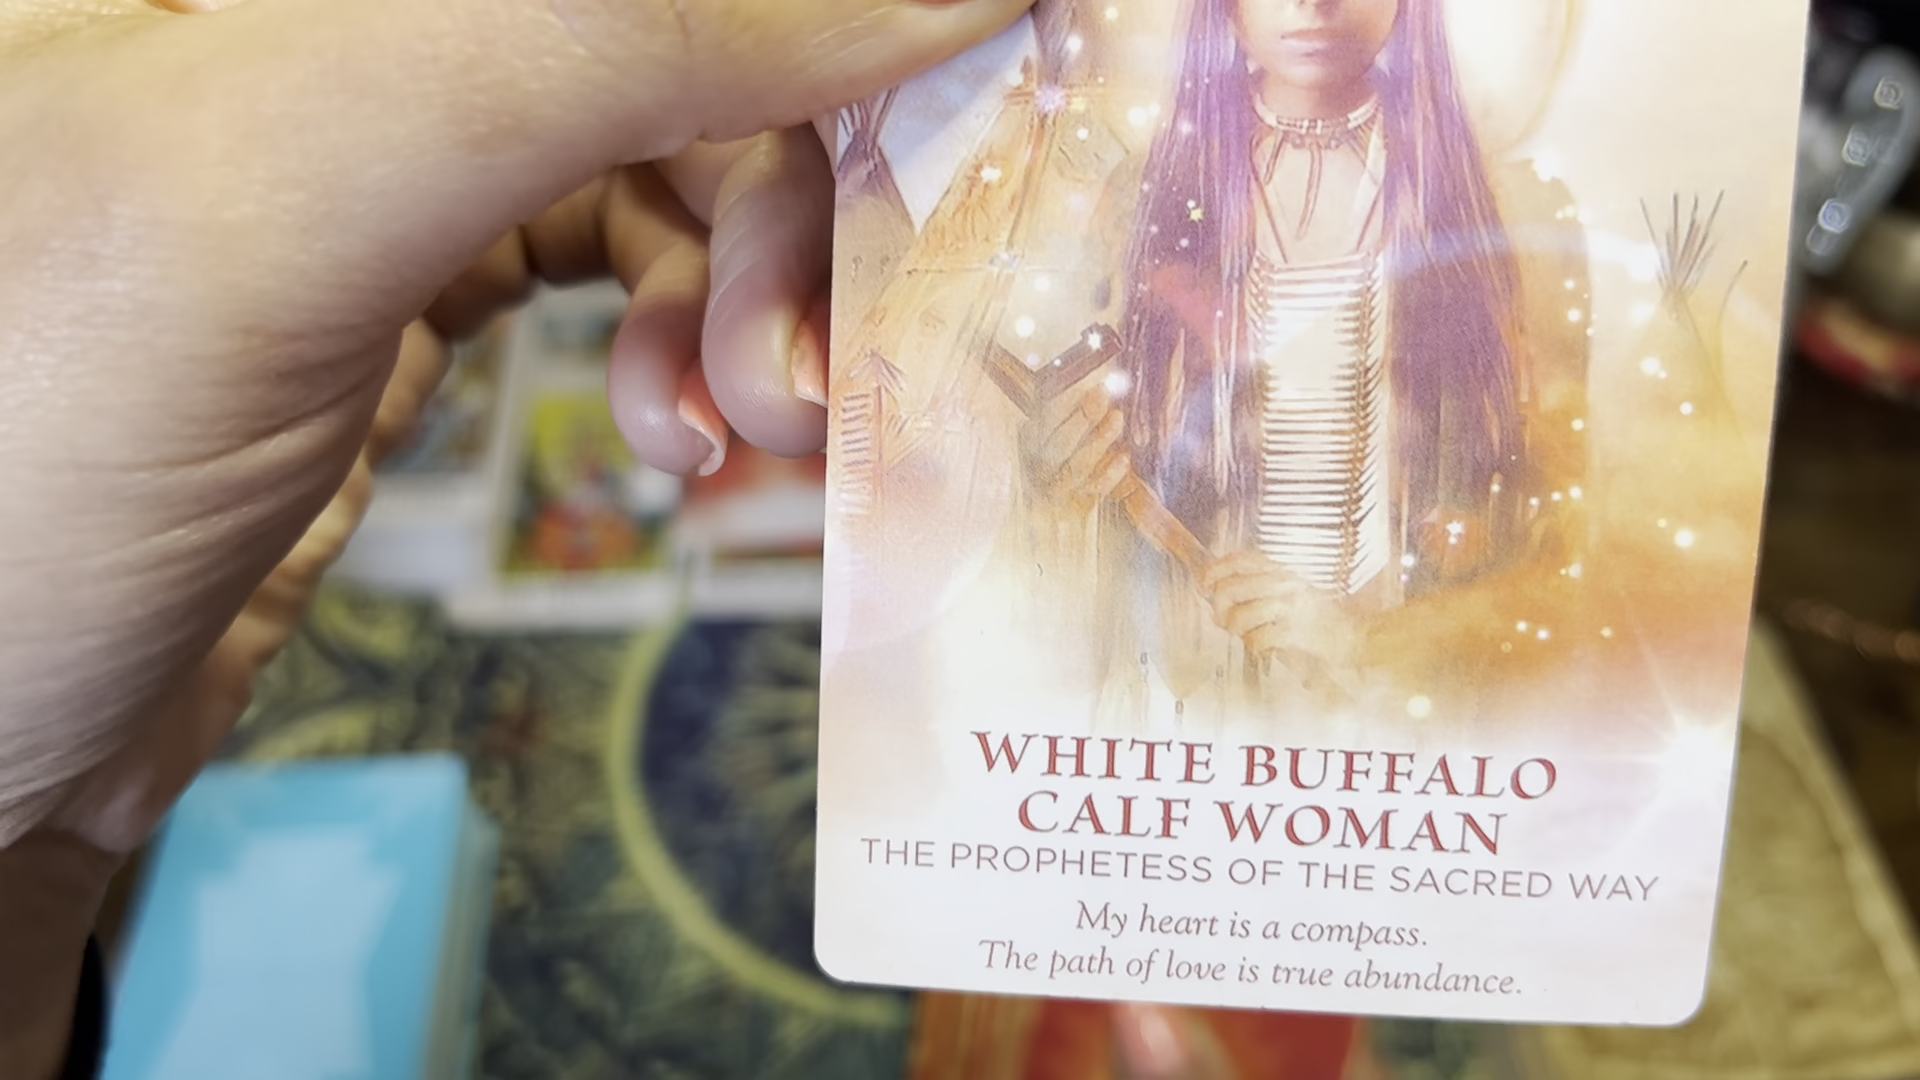 WHITE BUFFALO
CALF WOMAN
THE PROPHETESS OF THE SACRED WAY
My heart is a compass.
The path of love is true abundance.